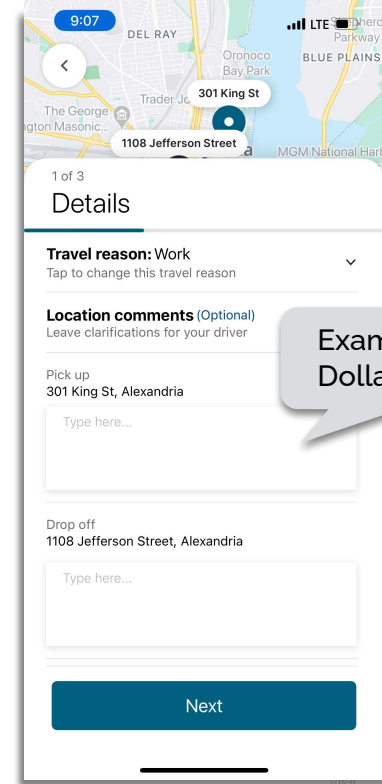 9:07
LTE
DEL RAY
Parkway
Oronoco
Bay Park
BLUE PLAINS
Trader Jo
301 King St
The George
ngton Masonic...
1108 Jefferson Street
a
MGM National Har
1 of 3
Details
Travel reason: Work
Tap to change this travel reason
Location comments (Optional)
Leave clarifications for your driver
Exam
Dolla
Pick up
301 King St, Alexandria
Type here...
Drop off
1108 Jefferson Street, Alexandria
Type here...
Next